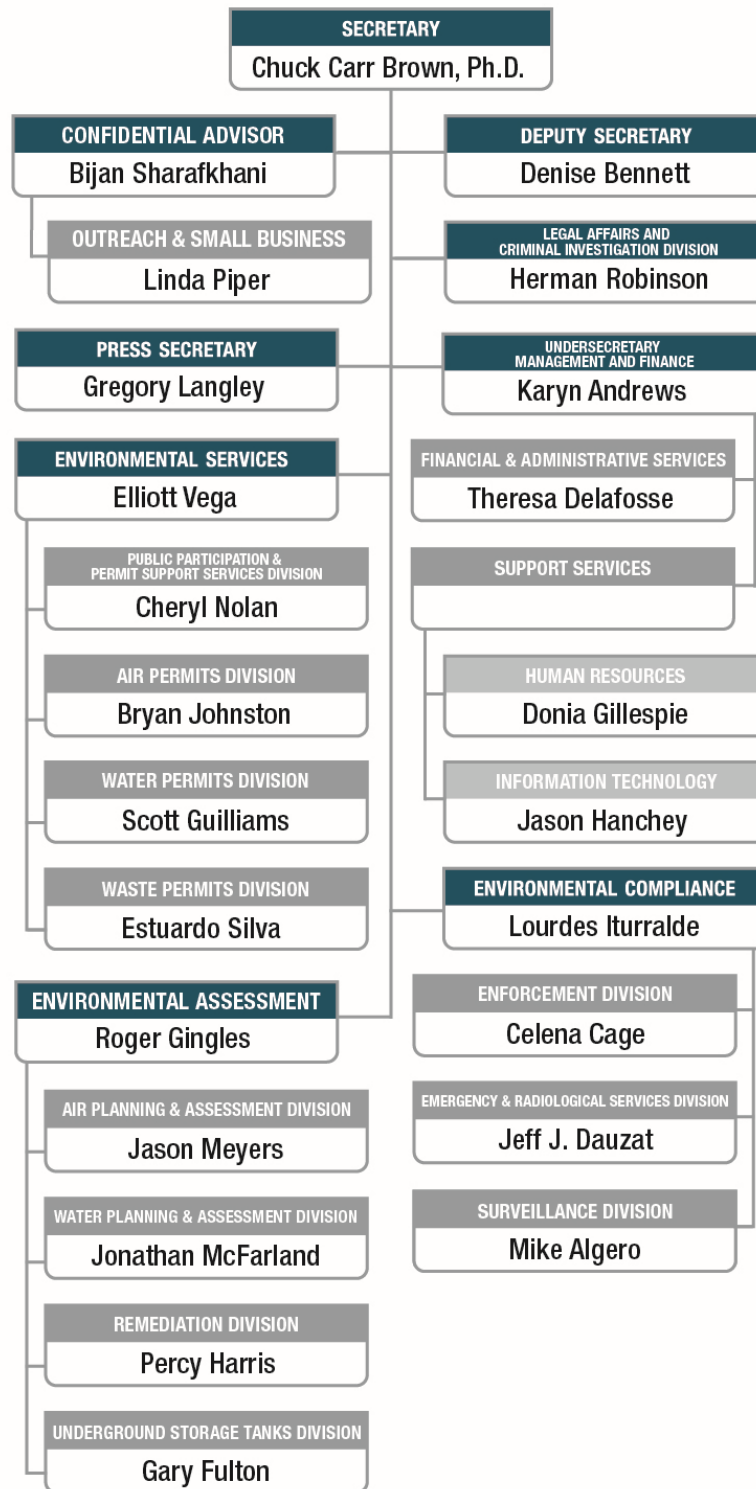 SECRETARY
Chuck Carr Brown, Ph.D.
CONFIDENTIAL ADVISOR
Bijan Sharafkhani
OUTREACH & SMALL BUSINESS
Linda Piper
DEPUTY SECRETARY
Denise Bennett
LEGAL AFFAIRS AND
CRIMINAL INVESTIGATION DIVISION
Herman Robinson
PRESS SECRETARY
Gregory Langley
UNDERSECRETARY
MANAGEMENT AND FINANCE
Karyn Andrews
FINANCIAL & ADMINISTRATIVE SERVICES
Theresa Delafosse
SUPPORT SERVICES
HUMAN RESOURCES
Donia Gillespie
INFORMATION TECHNOLOGY
Jason Hanchey
ENVIRONMENTAL SERVICES
Elliott Vega
PUBLIC PARTICIPATION &
PERMIT SUPPORT SERVICES DIVISION
Cheryl Nolan
AIR PERMITS DIVISION
Bryan Johnston
WATER PERMITS DIVISION
Scott Guilliams
WASTE PERMITS DIVISION
Estuardo Silva
ENVIRONMENTAL COMPLIANCE
Lourdes Iturralde
ENFORCEMENT DIVISION
Celena Cage
EMERGENCY & RADIOLOGICAL SERVICES DIVISION
Jeff J. Dauzat
SURVEILLANCE DIVISION
Mike Algero
ENVIRONMENTAL ASSESSMENT
Roger Gingles
AIR PLANNING & ASSESSMENT DIVISION
Jason Meyers
WATER PLANNING & ASSESSMENT DIVISION
Jonathan McFarland
REMEDIATION DIVISION
Percy Harris
UNDERGROUND STORAGE TANKS DIVISION
Gary Fulton